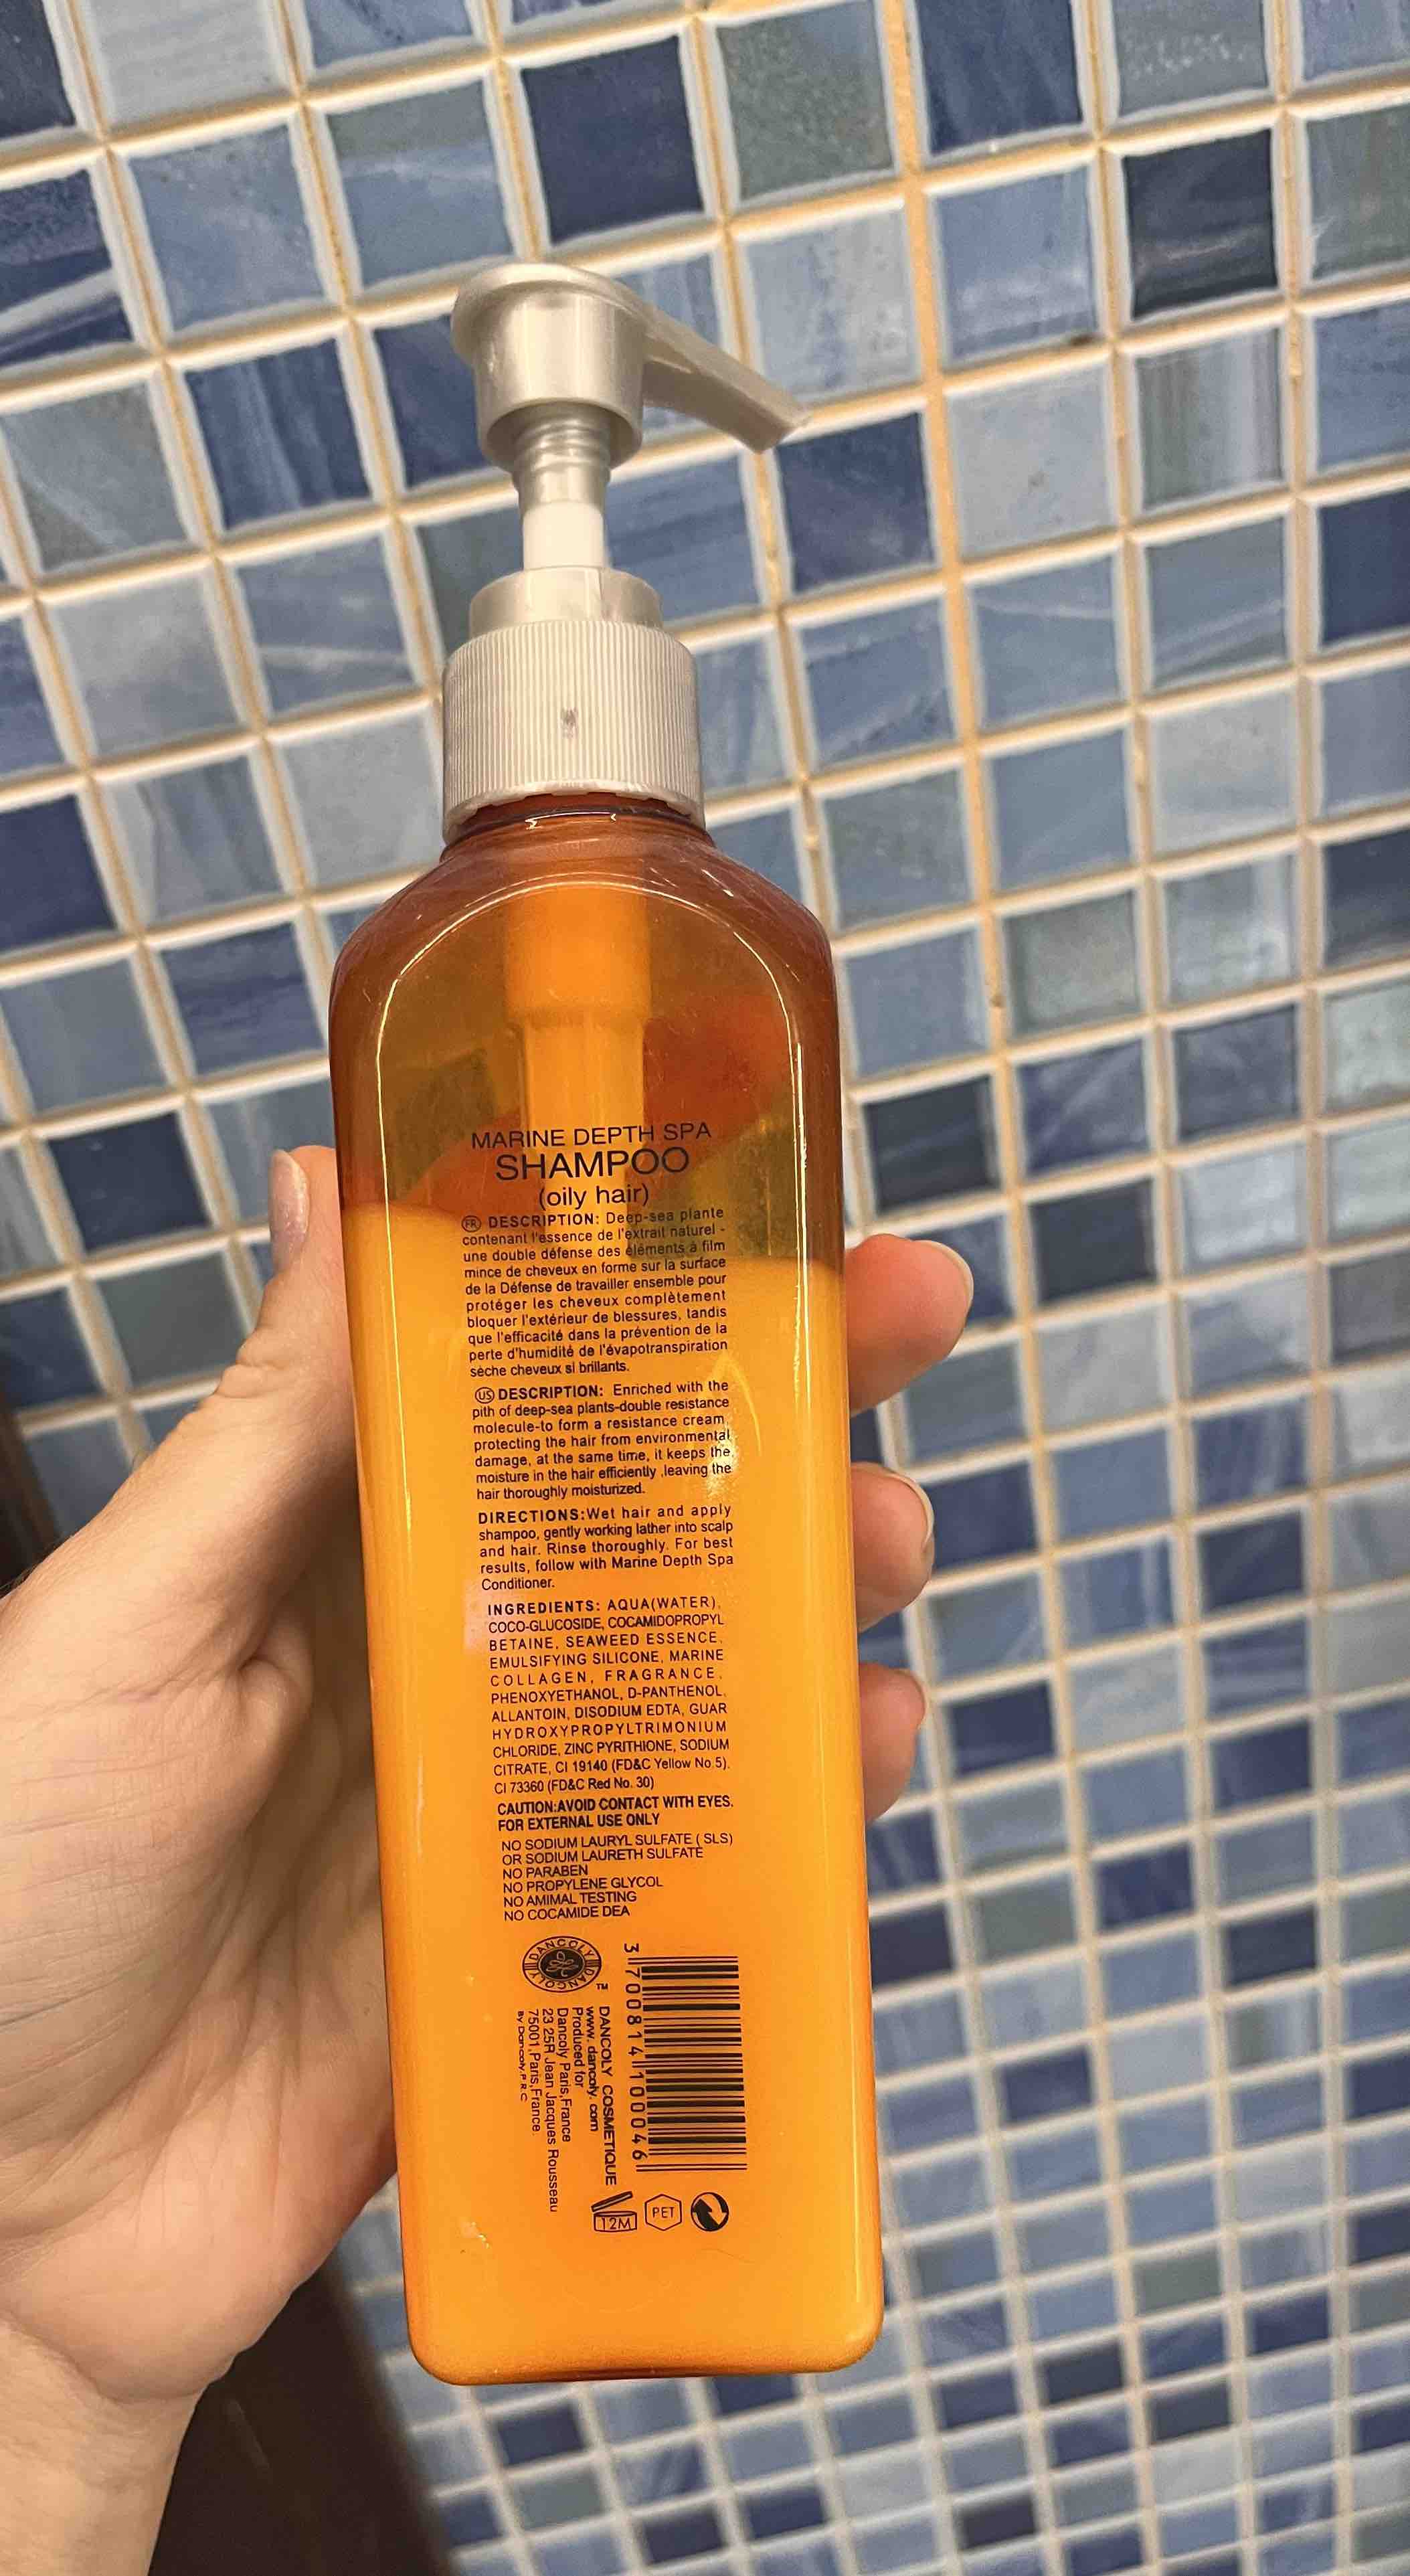 MARINE DEPTH SPA
SHAMPOO
(oily hair)
FR DESCRIPTION: Deep-sea plante
contenant l'essence de l'extrait naturel -
une double défense des éléments à film
mince de cheveux en forme sur la surface
de la Défense de travailler ensemble pour
protéger les cheveux complètement
bloquer l'extérieur de blessures, tandis
que l'efficacité dans la prévention de la
perte d'humidité de l'évapotranspiration
sèche cheveux si brillants.
US DESCRIPTION: Enriched with the
pith of deep-sea plants-double resistance
molecule-to form a resistance cream,
protecting the hair from environmental
damage, at the same time, it keeps the
moisture in the hair efficiently ,leaving the
hair thoroughly moisturized.
DIRECTIONS:Wet hair and apply
shampoo, gently working lather into scalp
and hair. Rinse thoroughly. For best
results, follow with Marine Depth Spa
Conditioner.
INGREDIENTS: AQUA(WATER),
COCO-GLUCOSIDE, COCAMIDOPROPYL
BETAINE, SEAWEED ESSENCE,
EMULSIFYING SILICONE, MARINE
COLLAGEN, FRAGRANCE,
PHENOXYETHANOL, D-PANTHENOL,
ALLANTOIN, DISODIUM EDTA, GUAR
HYDROXYPROPYLTRIMONIUM
CHLORIDE, ZINC PYRITHIONE, SODIUM
CITRATE, CI 19140 (FD&C Yellow No.5),
CI 73360 (FD&C Red No. 30)
CAUTION:AVOID CONTACT WITH EYES.
FOR EXTERNAL USE ONLY
NO SODIUM LAURYL SULFATE ( SLS)
OR SODIUM LAURETH SULFATE
NO PARABEN
NO PROPYLENE GLYCOL
NO AMIMAL TESTING
NO COCAMIDE DEA
DANCOLY DANCOLY TM
3 700814 100046
DANCOLY COSMETIQUE
www.dancoly.com
Produced for
Dancoly Paris,France
23 25R Jean Jacques Rousseau
75001,Paris,France.
By Dancoly,P.R.C
12M
PET